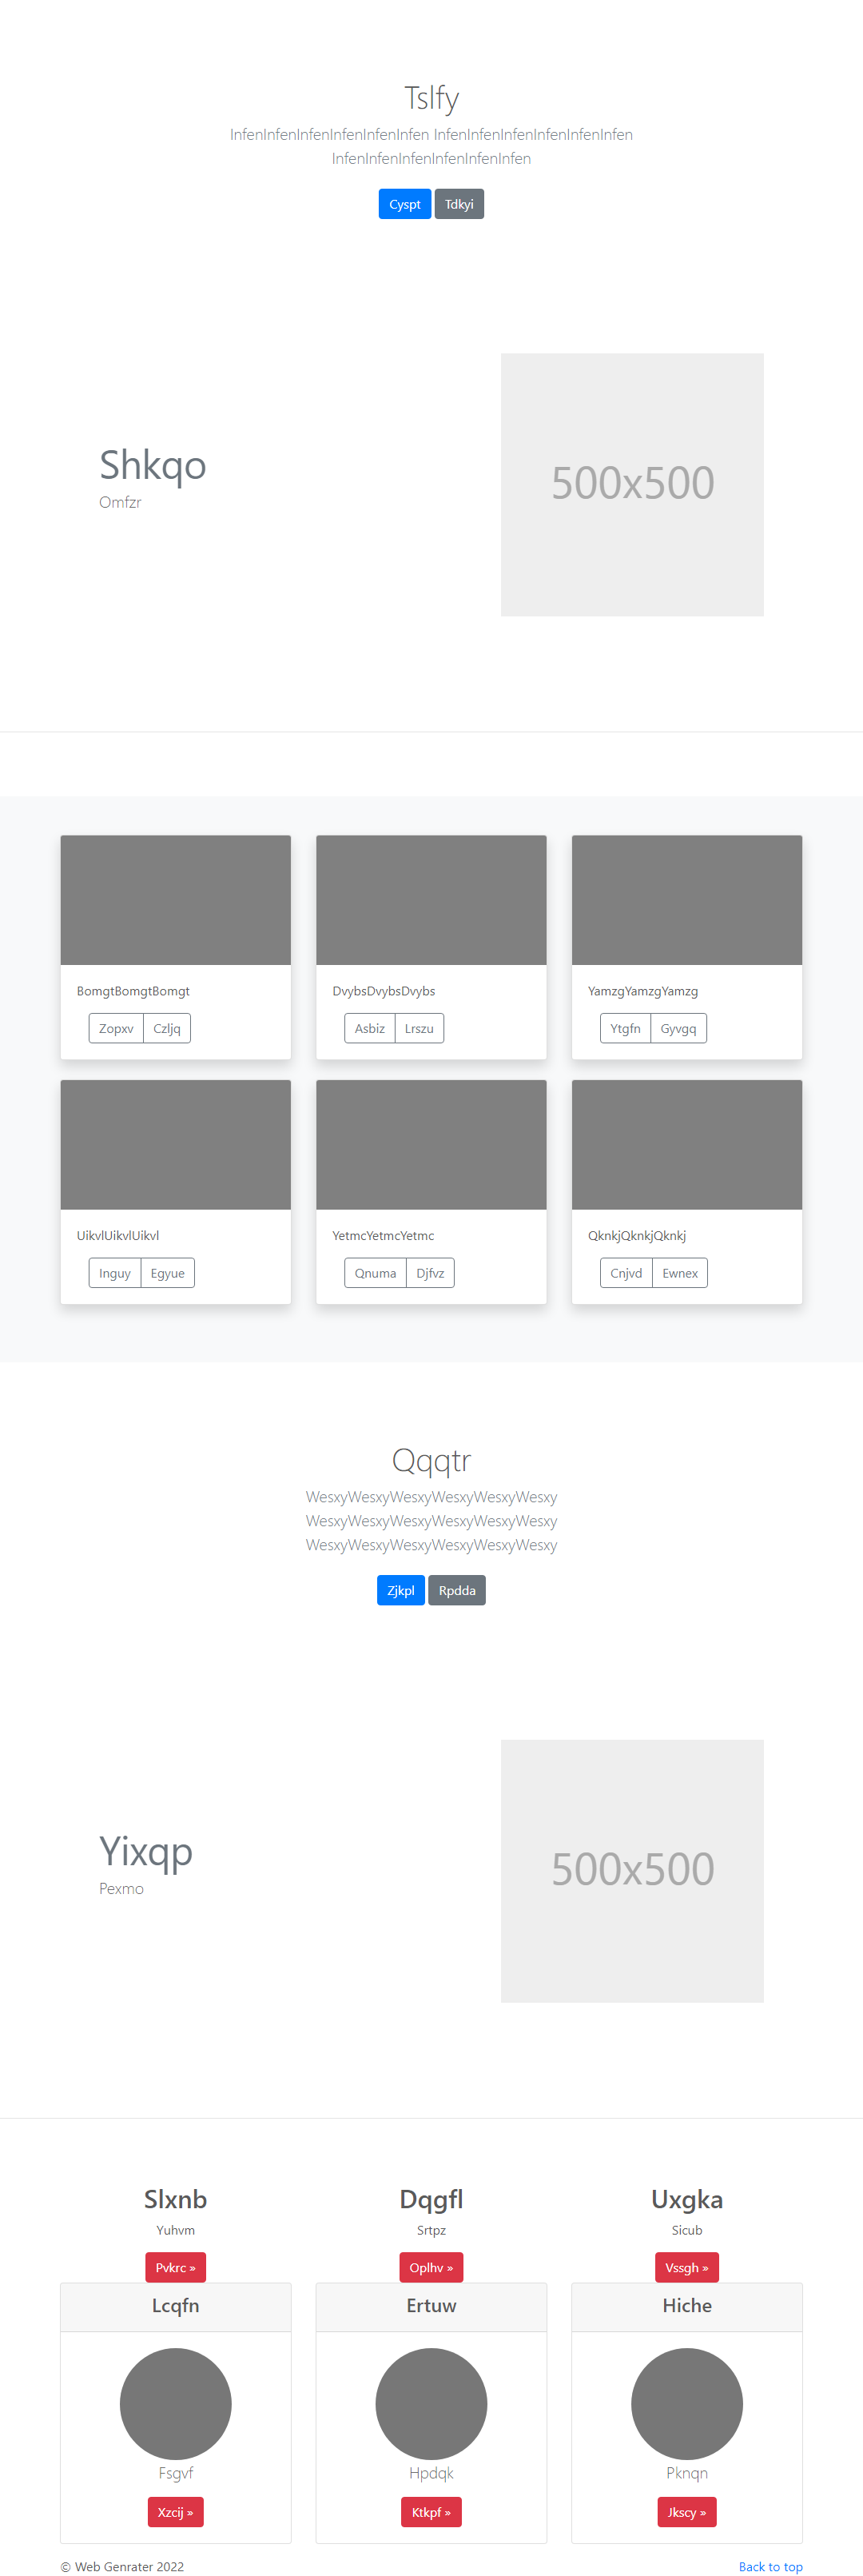 Tslfy
InfenInfenInfenInfenInfenInfen InfenInfenInfenInfenInfenInfen
InfenInfenInfenInfenInfenInfen
Cyspt Tdkyi
Shkqo
Omfzr
500x500
BomgtBomgtBomgt
Zopxv Czljq
DvybsDvybsDvybs
Asbiz Lrszu
YamzgYamzgYamzg
Ytgfn Gyvgq
UikvlUikvlUikvl
Inguy Egyue
YetmcYetmcYetmc
Qnuma Djfvz
QknkjQknkjQknkj
Cnjvd Ewnex
Qqqtr
WesxyWesxyWesxyWesxyWesxyWesxy
WesxyWesxyWesxyWesxyWesxyWesxy
WesxyWesxyWesxyWesxyWesxyWesxy
Zjkpl Rpdda
Yixqp
Pexmo
500x500
Slxnb
Yuhvm
Pvkrc »
Dqgfl
Srtpz
Oplhv »
Uxgka
Sicub
Vssgh »
Lcqfn
Fsgvf
Xzcij »
Ertuw
Hpdqk
Ktkpf »
Hiche
Pknqn
Jkscy »
© Web Genrater 2022
Back to top